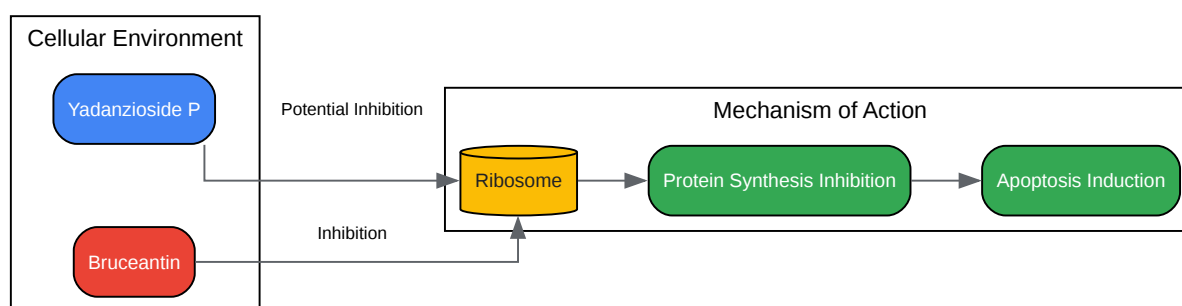 Cellular Environment
Yadanzioside P
Potential Inhibition
Mechanism of Action
Ribosome
Protein Synthesis Inhibition
Apoptosis Induction
Inhibition
Bruceantin